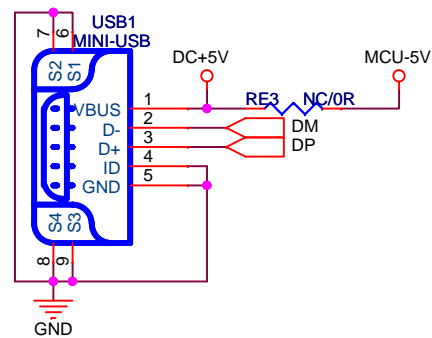 USB1
MINI-USB
7 6
S2 S1
DC+5V
MCU-5V
VBUS 1
RE3 NC/0R
D- 2
DM
D+ 3
DP
ID 4
GND 5
S4 S3
8 9
GND